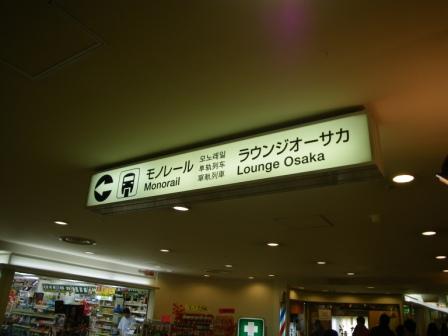 モノレール
Monorail
모노레일
单轨列车
單軌列車
ラウンジオーサカ
Lounge Osaka